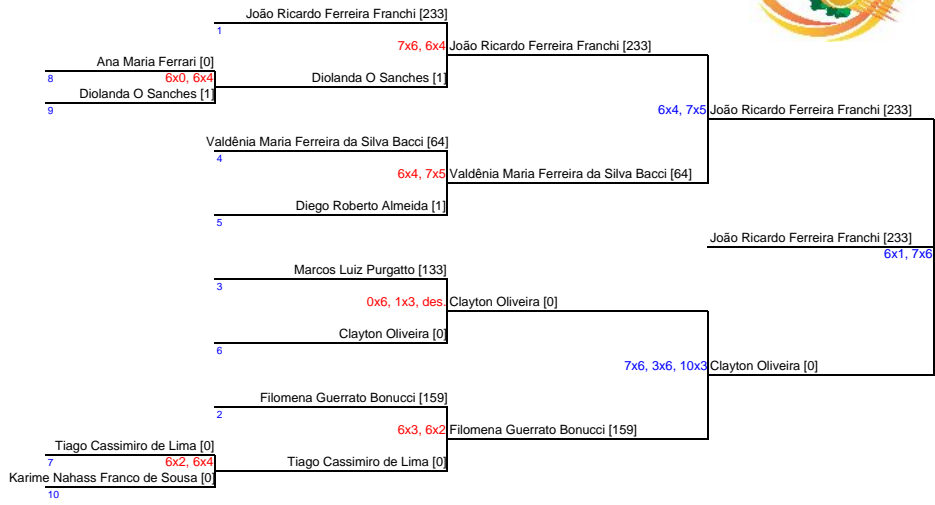 João Ricardo Ferreira Franchi [233]
1
7x6, 6x4 João Ricardo Ferreira Franchi [233]
Ana Maria Ferrari [0]
8
6x0, 6x4
Diolanda O Sanches [1]
Diolanda O Sanches [1]
9
6x4, 7x5 João Ricardo Ferreira Franchi [233]
Valdênia Maria Ferreira da Silva Bacci [64]
4
6x4, 7x5 Valdênia Maria Ferreira da Silva Bacci [64]
Diego Roberto Almeida [1]
5
João Ricardo Ferreira Franchi [233]
6x1, 7x6
Marcos Luiz Purgatto [133]
3
0x6, 1x3, des. Clayton Oliveira [0]
Clayton Oliveira [0]
6
7x6, 3x6, 10x3 Clayton Oliveira [0]
Filomena Guerrato Bonucci [159]
2
6x3, 6x2 Filomena Guerrato Bonucci [159]
Tiago Cassimiro de Lima [0]
7
6x2, 6x4
Tiago Cassimiro de Lima [0]
Karime Nahass Franco de Sousa [0]
10